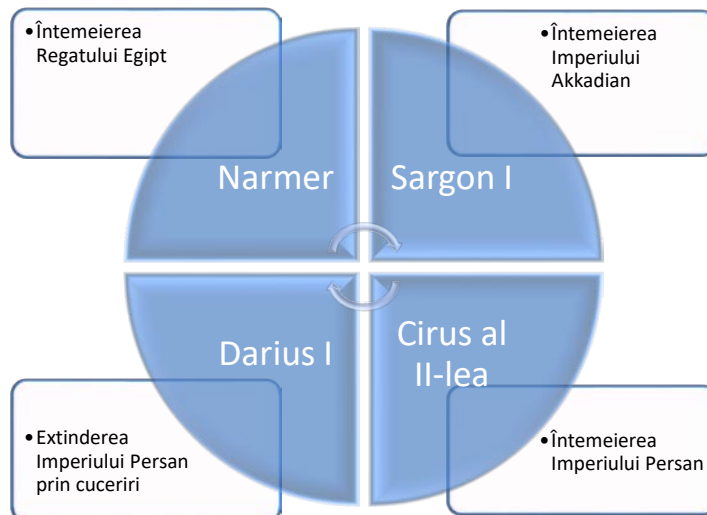 •Întemeierea
Regatului Egipt
•Întemeierea
Imperiului
Akkadian
Narmer
Sargon I
Darius I
Cirus al
II-lea
•Extinderea
Imperiului Persan
prin cuceriri
•Întemeierea
Imperiului Persan